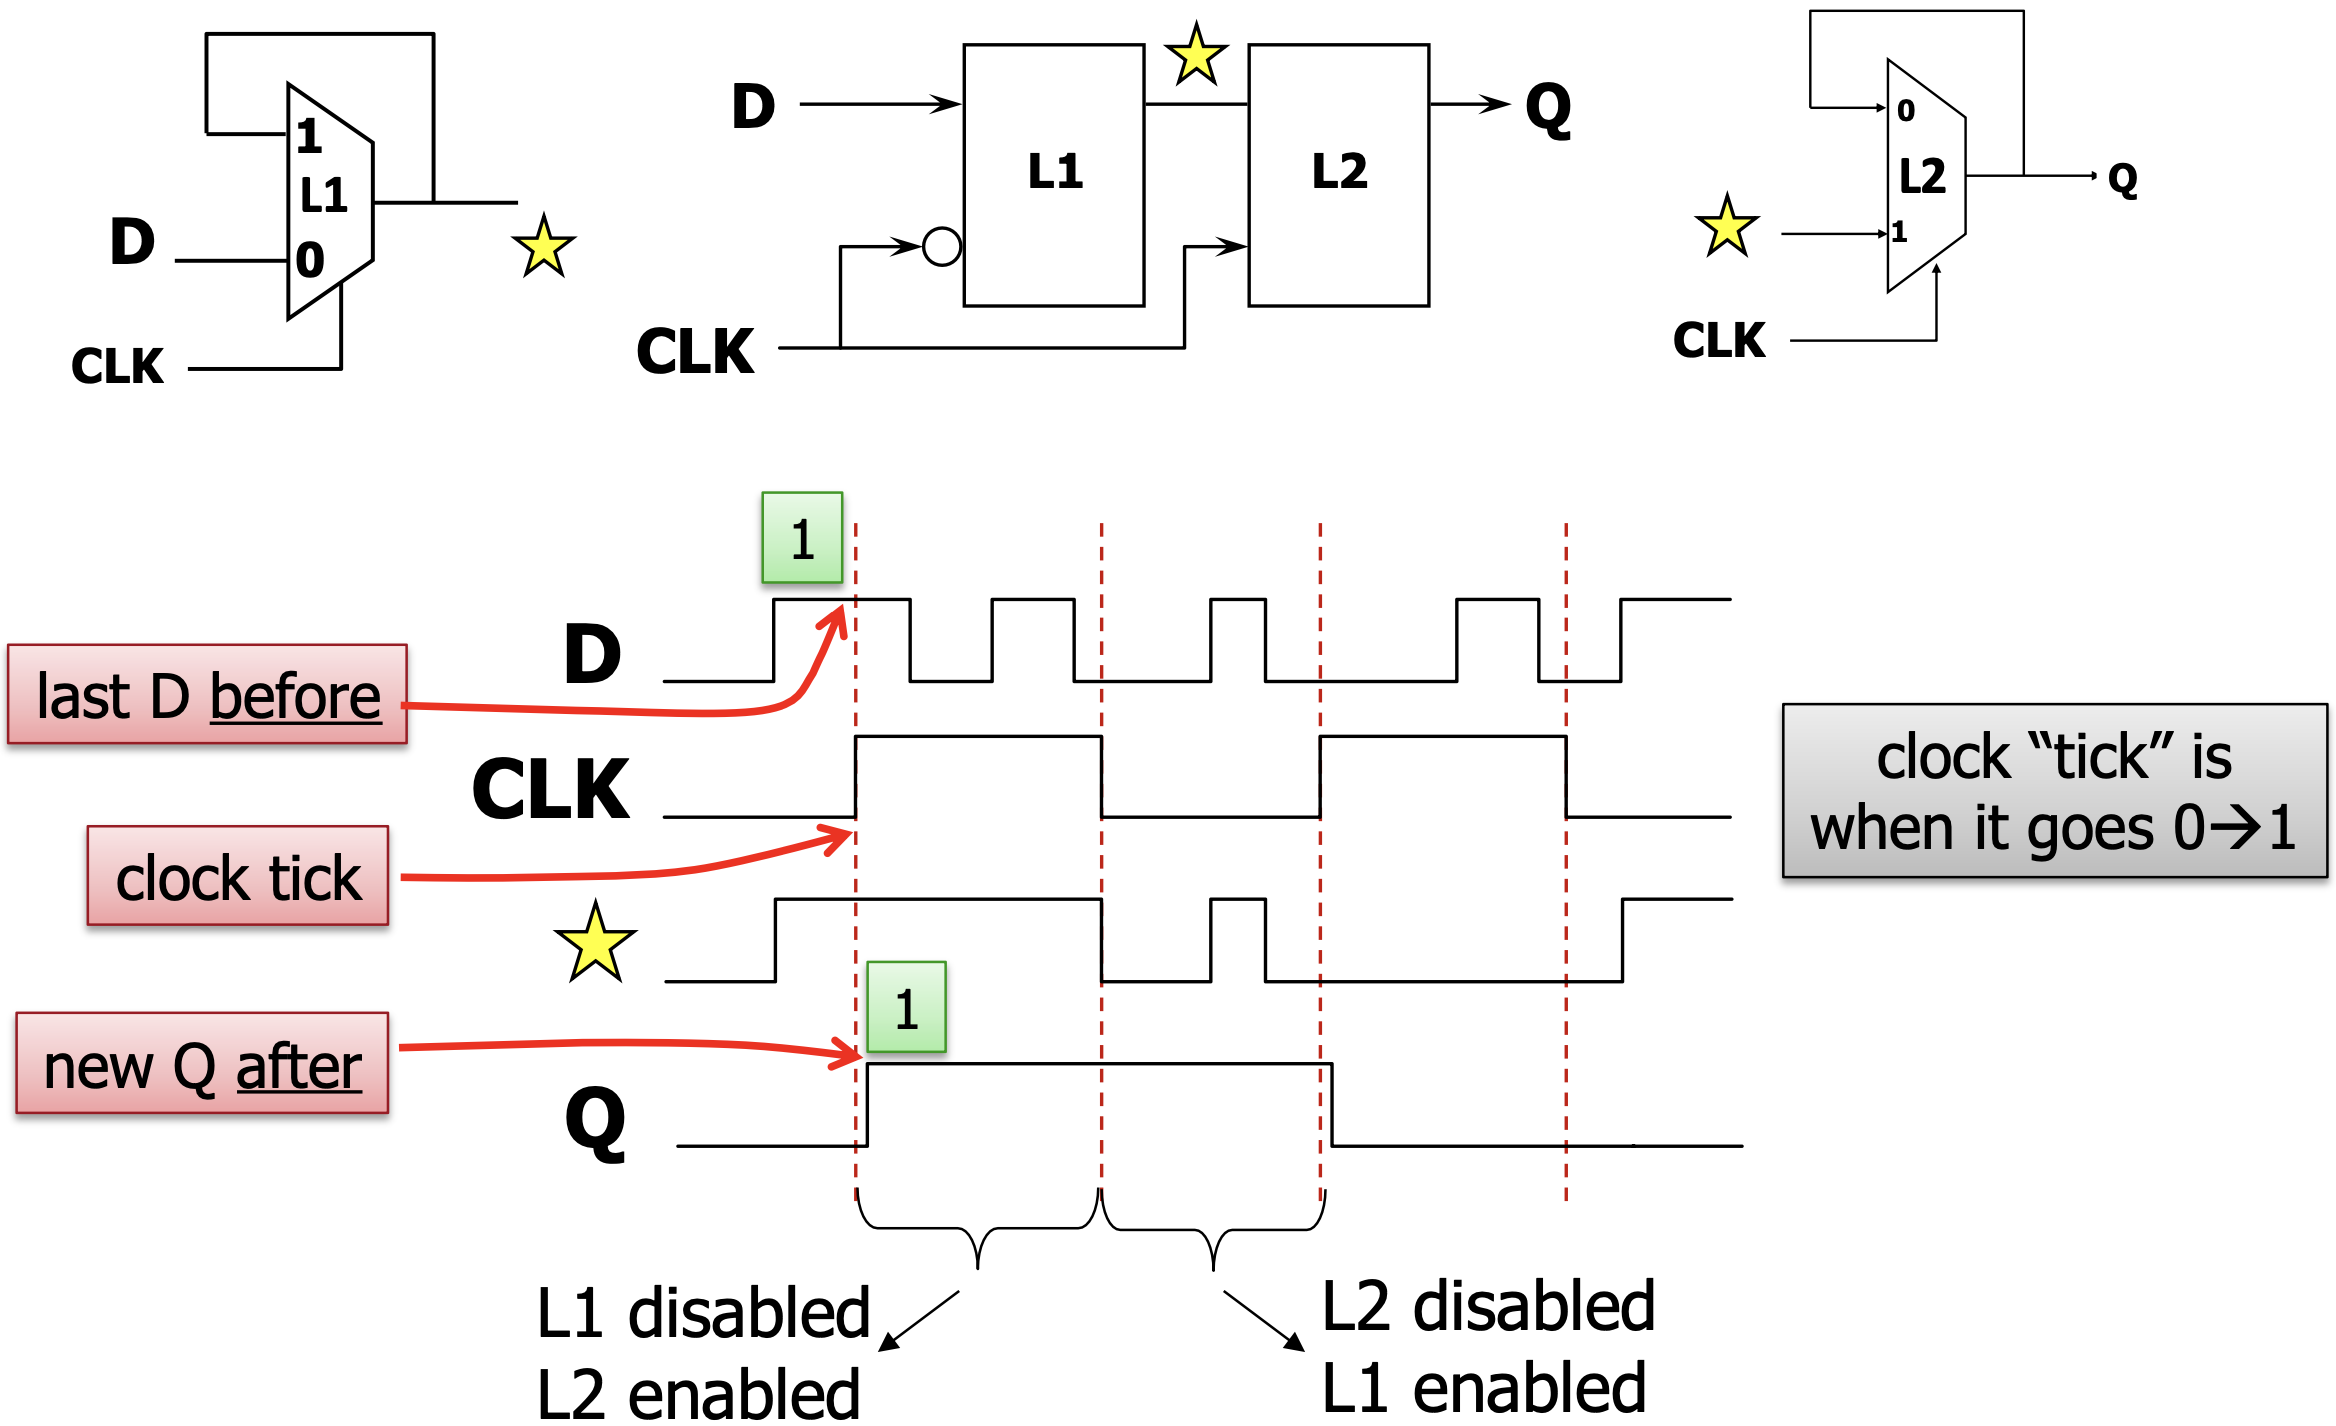 1
L1
D
0
CLK
D
L1
L2
Q
CLK
0
L2
1
Q
CLK
1
D
last D before
CLK
clock "tick" is
when it goes 0→1
clock tick
1
new Q after
Q
L1 disabled
L2 enabled
L2 disabled
L1 enabled